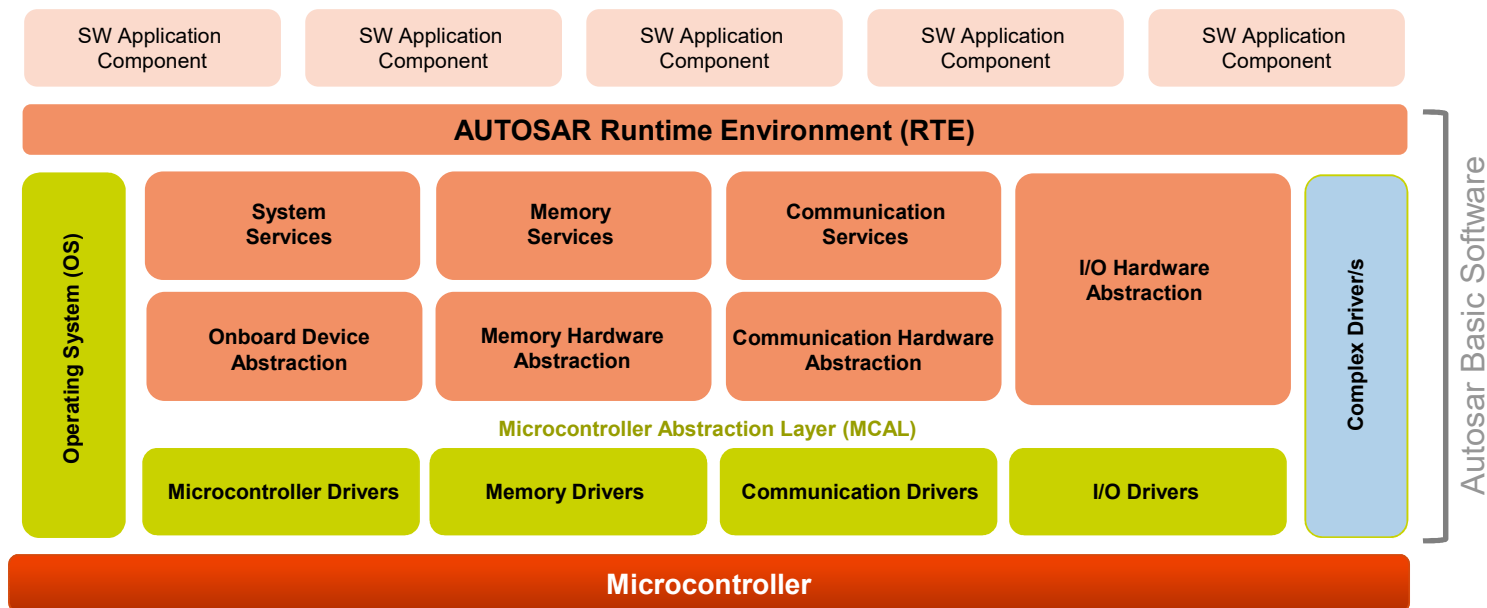 SW Application
Component
SW Application
Component
SW Application
Component
SW Application
Component
SW Application
Component
AUTOSAR Runtime Environment (RTE)
Operating System (OS)
System
Services
Memory
Services
Communication
Services
I/O Hardware
Abstraction
Onboard Device
Abstraction
Memory Hardware
Abstraction
Communication Hardware
Abstraction
Complex Driver/s
Autosar Basic Software
Microcontroller Abstraction Layer (MCAL)
Microcontroller Drivers
Memory Drivers
Communication Drivers
I/O Drivers
Microcontroller